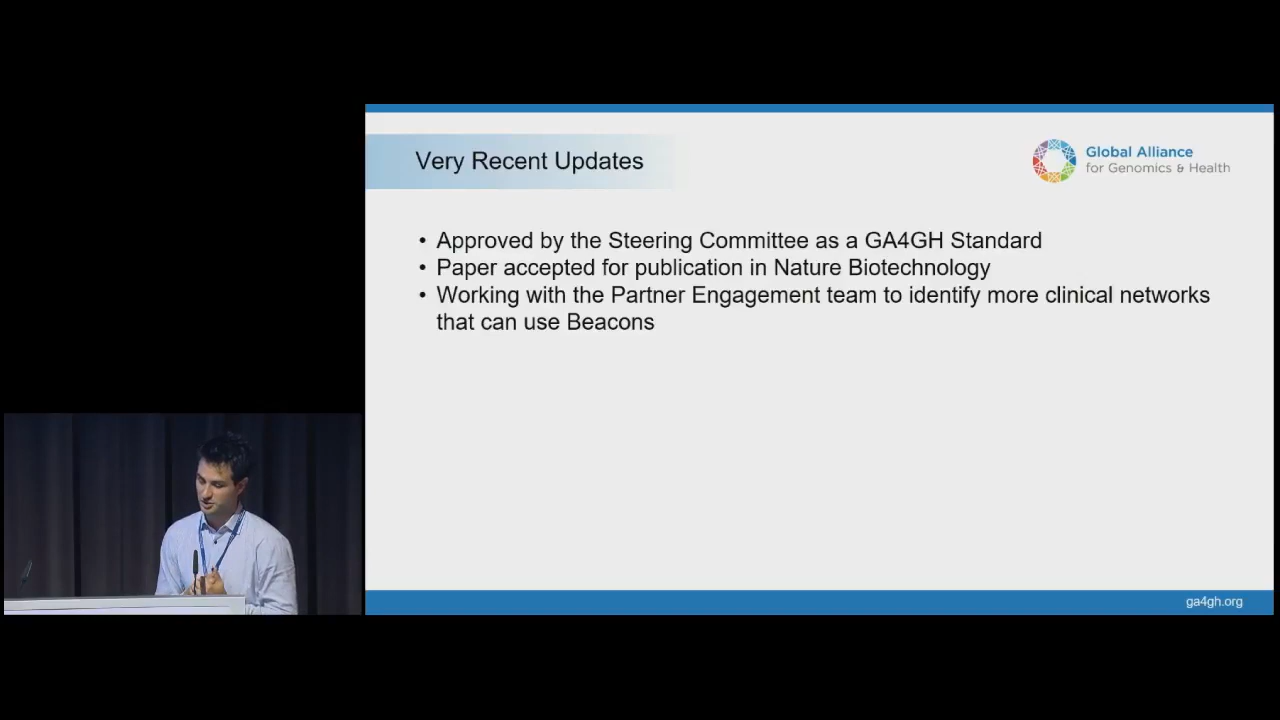 Very Recent Updates
Global Alliance
for Genomics & Health
• Approved by the Steering Committee as a GA4GH Standard
• Paper accepted for publication in Nature Biotechnology
• Working with the Partner Engagement team to identify more clinical networks
that can use Beacons
ga4gh.org